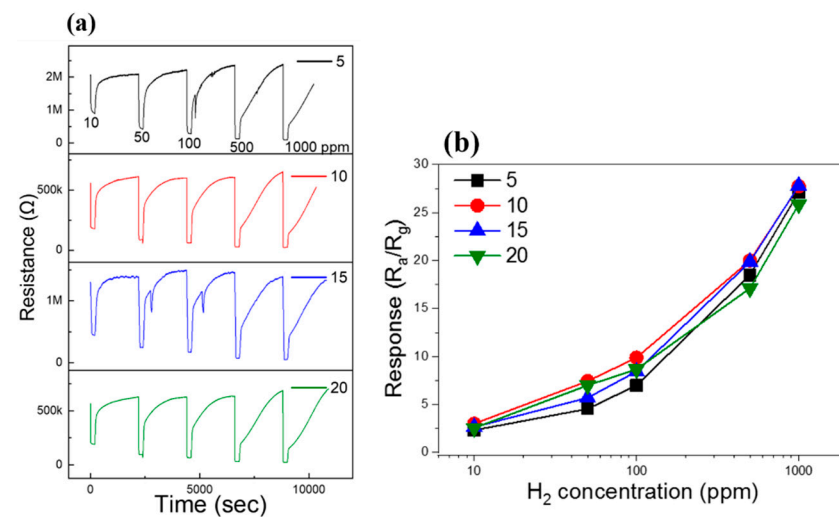 (a)
5
2M
1M
0
10
50
100
500
1000 ppm
10
500k
0
15
1M
0
20
500k
0
0
5000
10000
Resistance (Ω)
Time (sec)
(b)
30
25
20
15
10
5
0
5
10
15
20
10
100
1000
Response (Rₐ/R_g)
H₂ concentration (ppm)